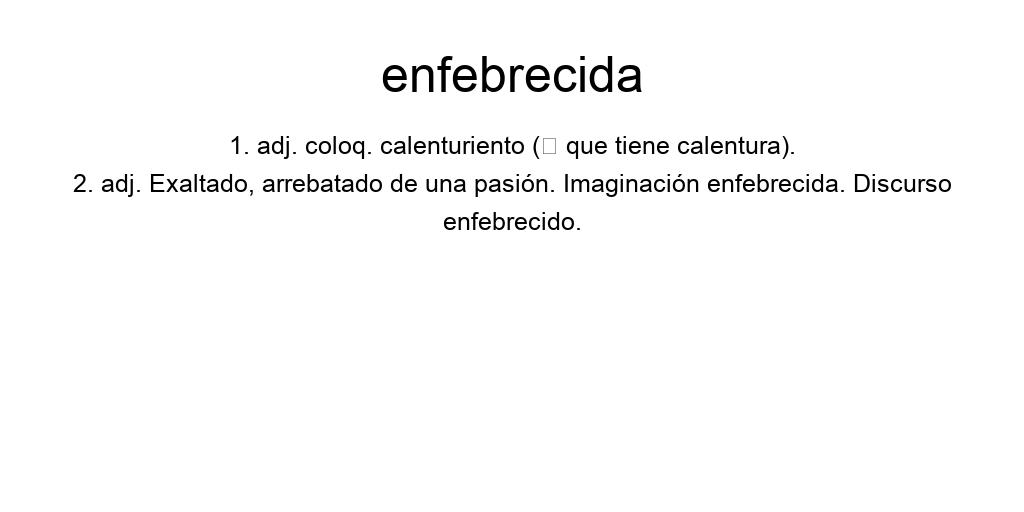 enfebrecida
1. adj. coloq. calenturiento (□ que tiene calentura).
2. adj. Exaltado, arrebatado de una pasión. Imaginación enfebrecida. Discurso
enfebrecido.